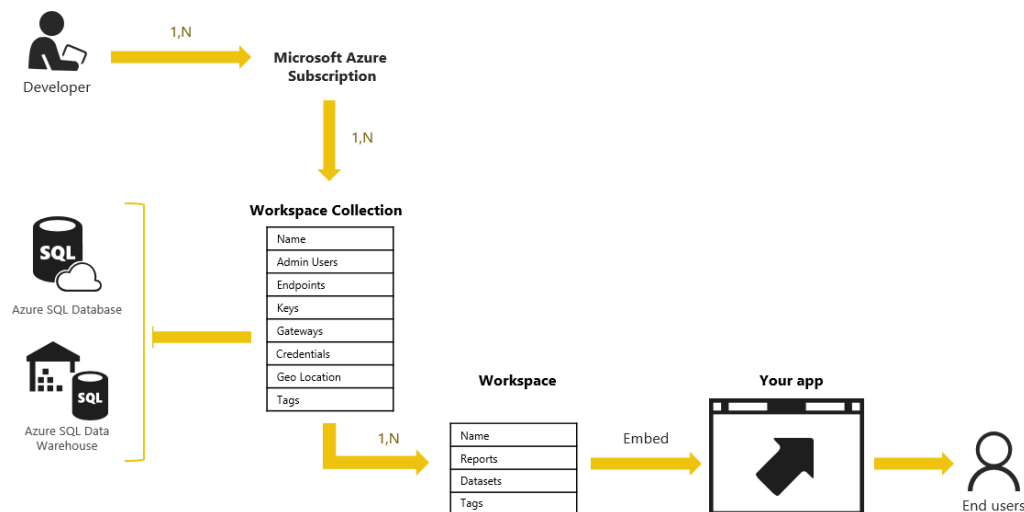 1,N
Developer
Microsoft Azure
Subscription
1,N
Workspace Collection
Name
Admin Users
Endpoints
Keys
Gateways
Credentials
Geo Location
Tags
SQL
Azure SQL Database
SQL
Azure SQL Data
Warehouse
1,N
Workspace
Name
Reports
Datasets
Tags
Embed
Your app
End users